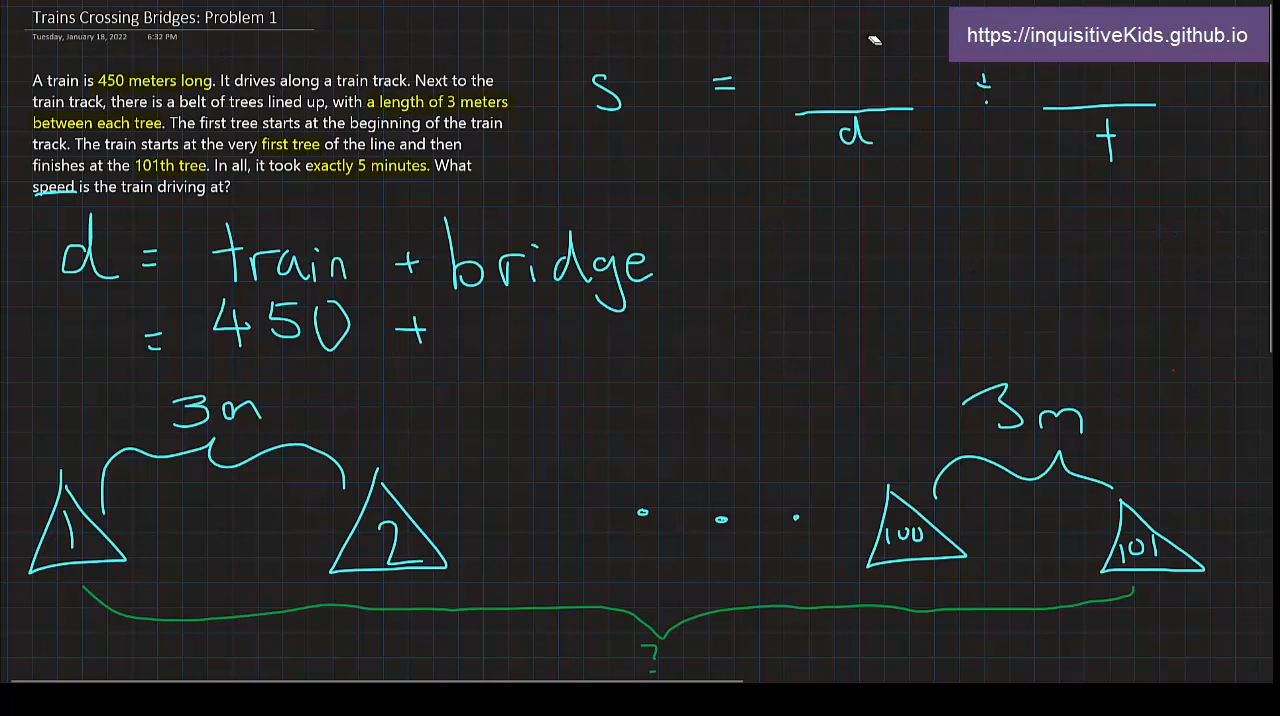 Trains Crossing Bridges: Problem 1
Tuesday, January 18, 2022 6:32 PM
https://inquisitiveKids.github.io
A train is 450 meters long. It drives along a train track. Next to the
train track, there is a belt of trees lined up, with a length of 3 meters
between each tree. The first tree starts at the beginning of the train
track. The train starts at the very first tree of the line and then
finishes at the 101th tree. In all, it took exactly 5 minutes. What
speed is the train driving at?
S = ÷
d t
d = train + bridge
= 450 +
3m 3m
1 2 . . . 100 101
?